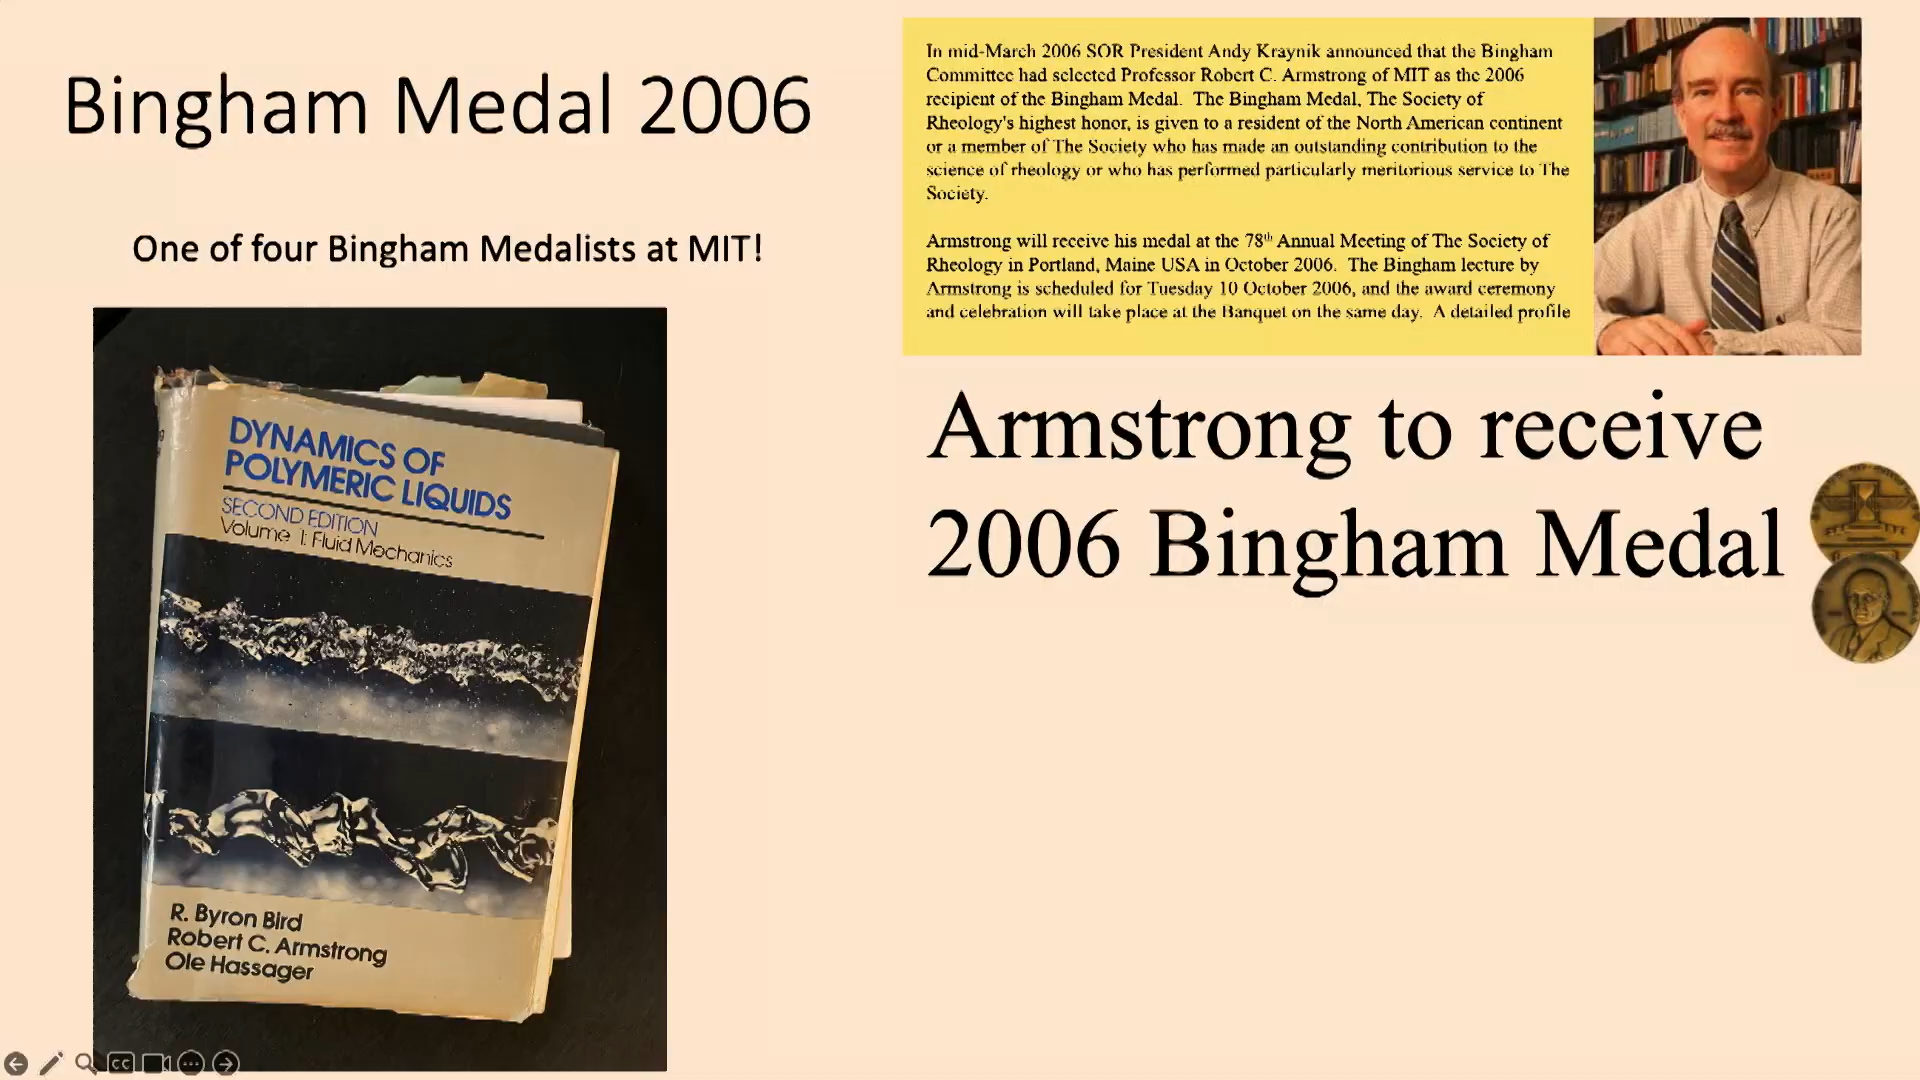 Bingham Medal 2006
One of four Bingham Medalists at MIT!
DYNAMICS OF
POLYMERIC LIQUIDS
SECOND EDITION
Volume 1: Fluid Mechanics
R. Byron Bird
Robert C. Armstrong
Ole Hassager
In mid-March 2006 SOR President Andy Kraynik announced that the Bingham
Committee had selected Professor Robert C. Armstrong of MIT as the 2006
recipient of the Bingham Medal. The Bingham Medal, The Society of
Rheology's highest honor, is given to a resident of the North American continent
or a member of The Society who has made an outstanding contribution to the
science of rheology or who has performed particularly meritorious service to The
Society.
Armstrong will receive his medal at the 78th Annual Meeting of The Society of
Rheology in Portland, Maine USA in October 2006. The Bingham lecture by
Armstrong is scheduled for Tuesday 10 October 2006, and the award ceremony
and celebration will take place at the Banquet on the same day. A detailed profile
Armstrong to receive
2006 Bingham Medal
CC